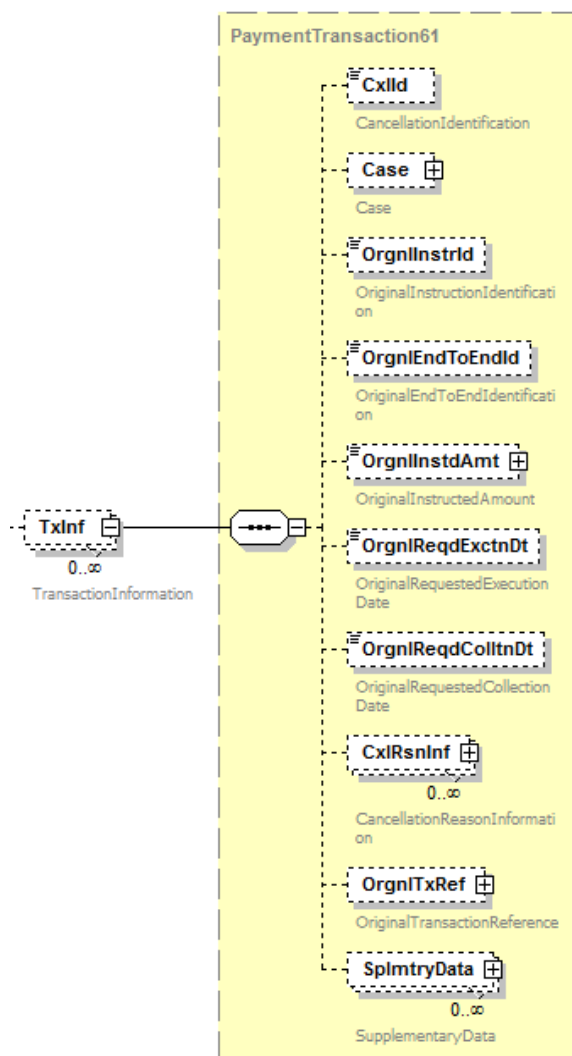 PaymentTransaction61
CxlId
CancellationIdentification
Case
Case
OrgnlInstrId
OriginalInstructionIdentificati
on
OrgnlEndToEndId
OriginalEndToEndIdentificati
on
OrgnlInstdAmt
OriginalInstructedAmount
TxInf
0..∞
TransactionInformation
OrgnlReqdExctnDt
OriginalRequestedExecution
Date
OrgnlReqdColltnDt
OriginalRequestedCollection
Date
CxlRsnInf
0..∞
CancellationReasonInformati
on
OrgnlTxRef
OriginalTransactionReference
SplmtryData
0..∞
SupplementaryData